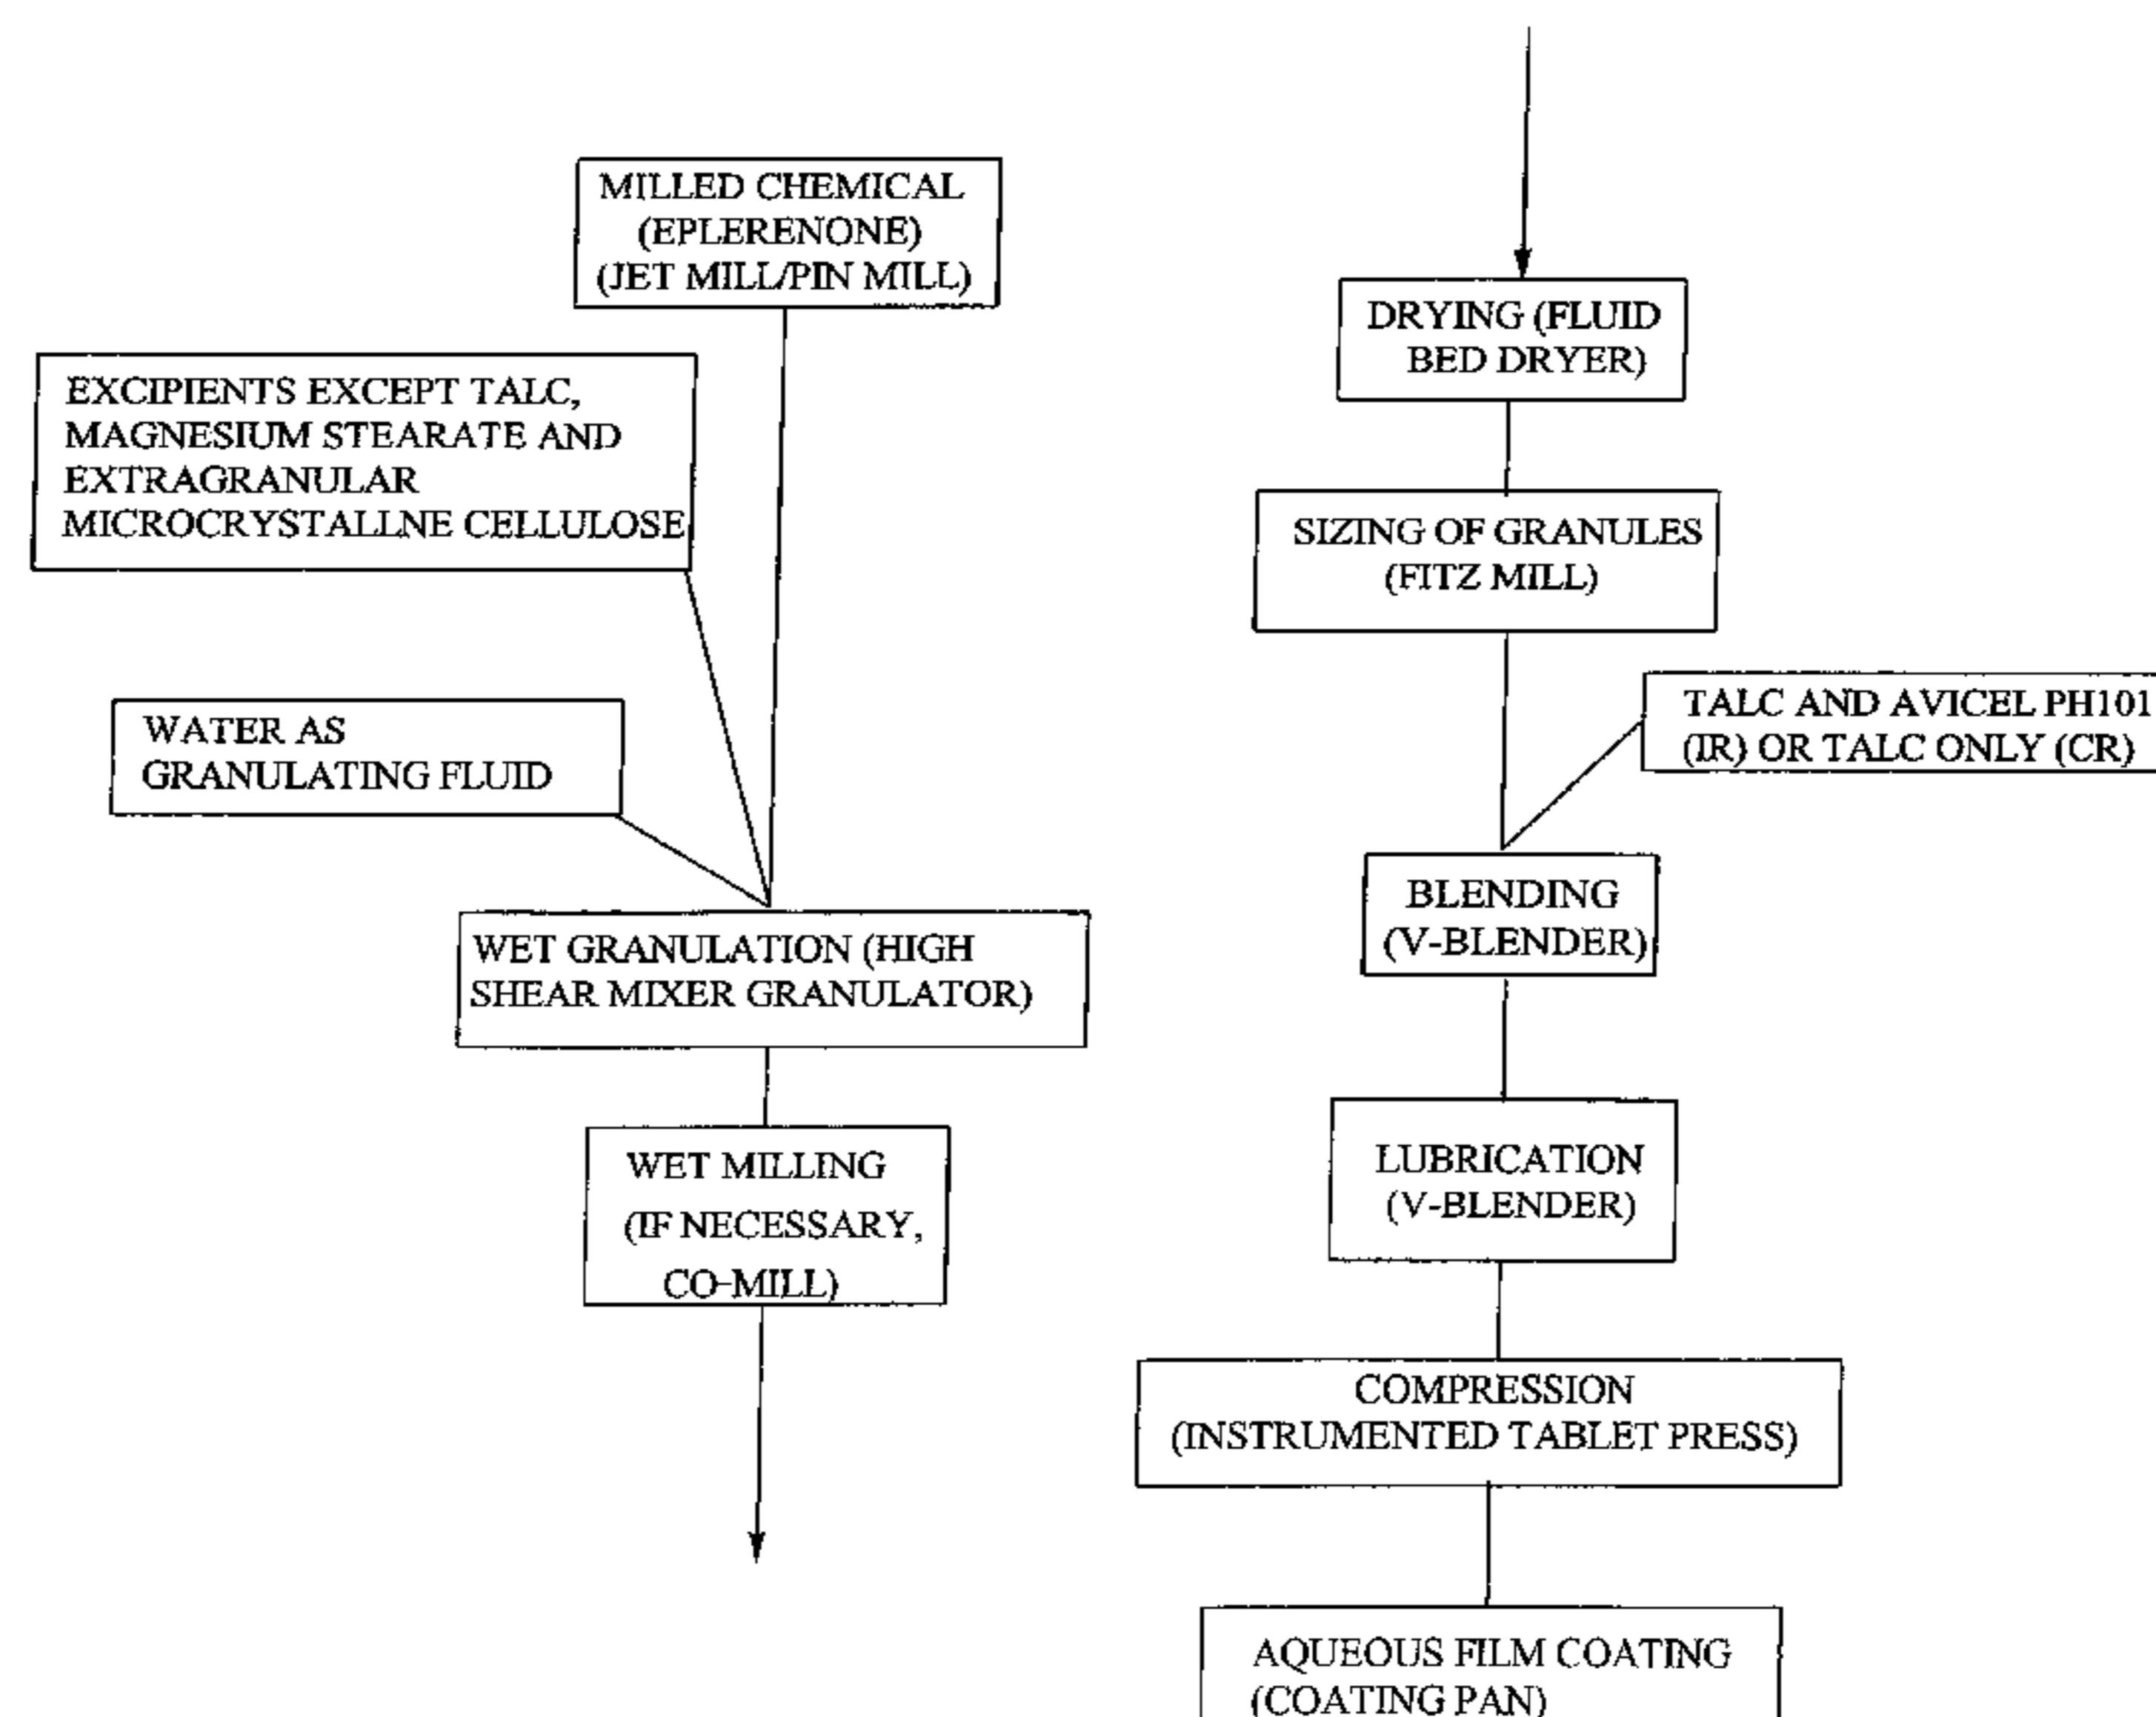 MILLED CHEMICAL
(EPLERENONE)
(JET MILL/PIN MILL)
EXCIPIENTS EXCEPT TALC,
MAGNESIUM STEARATE AND
EXTRAGRANULAR
MICROCRYSTALLNE CELLULOSE
WATER AS
GRANULATING FLUID
WET GRANULATION (HIGH
SHEAR MIXER GRANULATOR)
WET MILLING
(IF NECESSARY,
CO-MILL)
DRYING (FLUID
BED DRYER)
SIZING OF GRANULES
(FITZ MILL)
TALC AND AVICEL PH101
(IR) OR TALC ONLY (CR)
BLENDING
(V-BLENDER)
LUBRICATION
(V-BLENDER)
COMPRESSION
(INSTRUMENTED TABLET PRESS)
AQUEOUS FILM COATING
(COATING PAN)